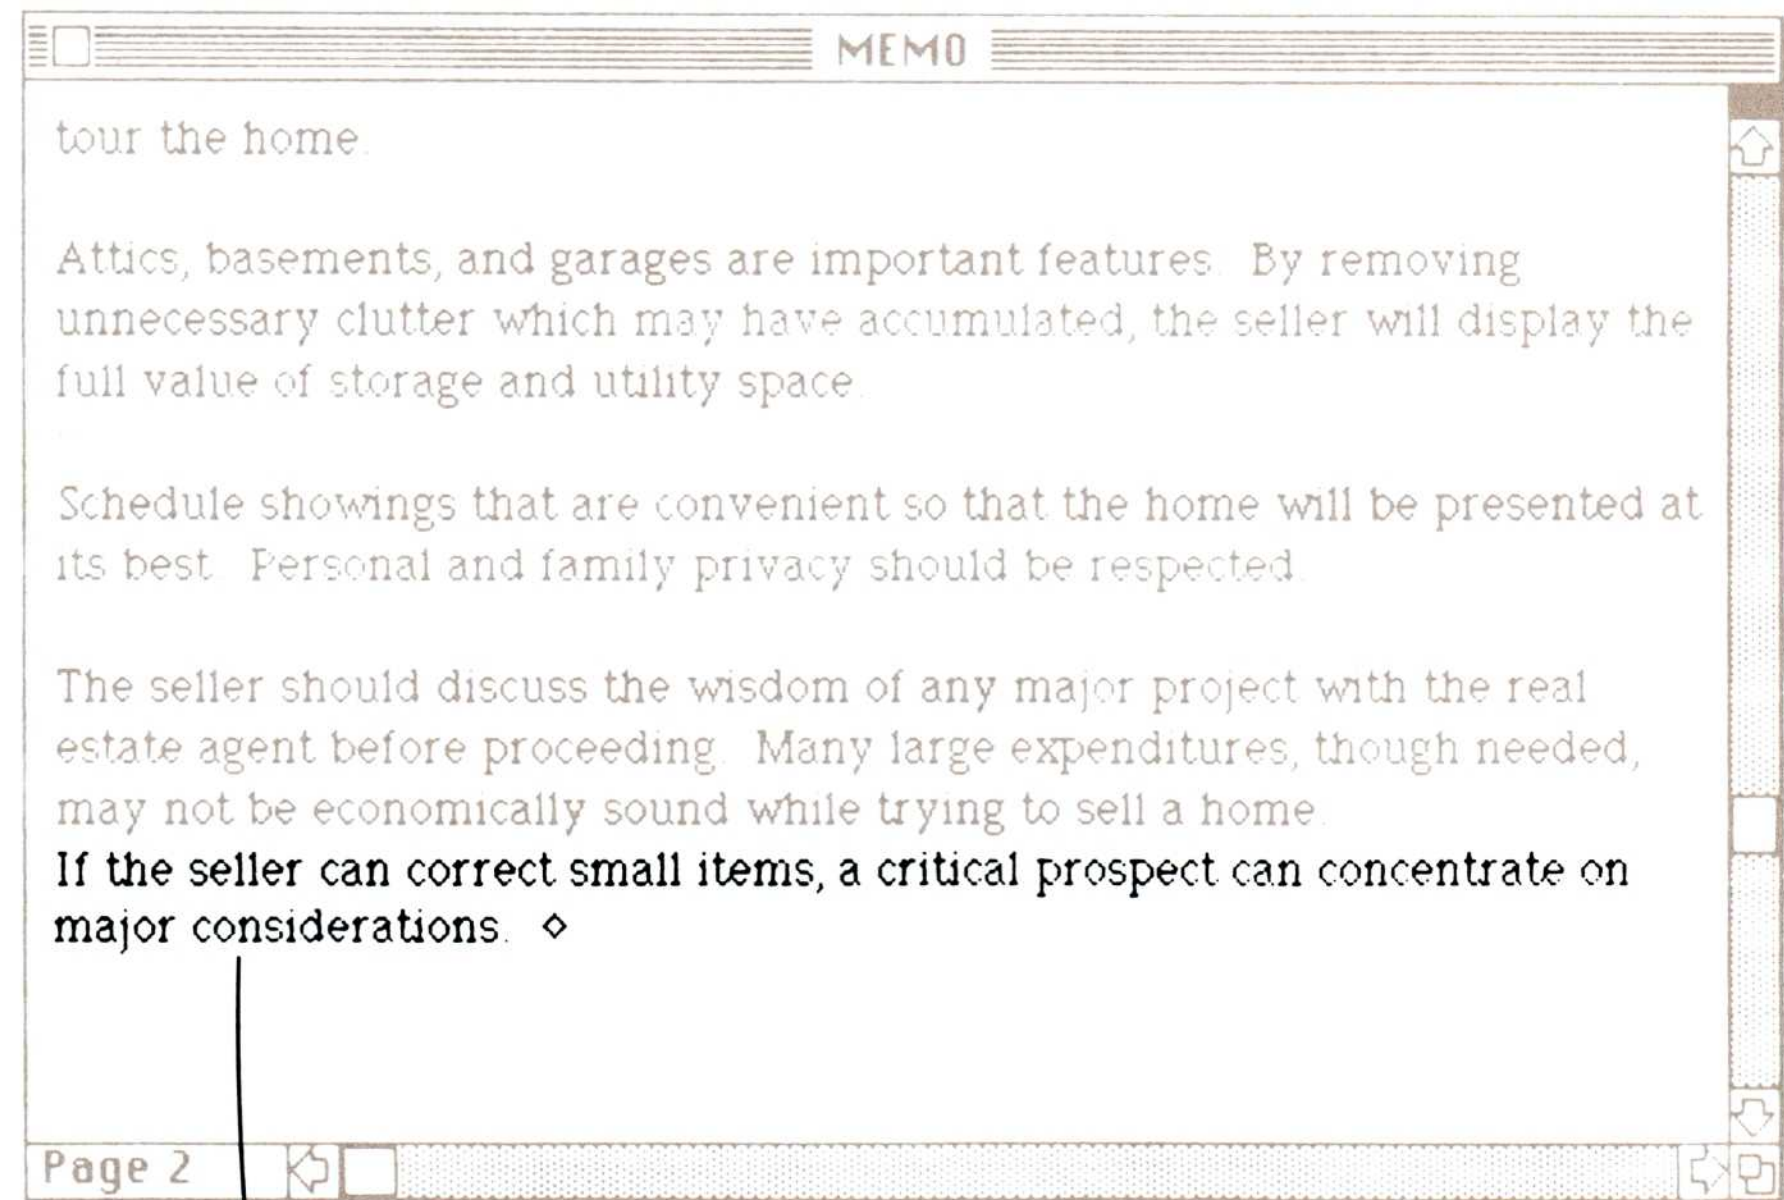 MEMO
tour the home.
Attics, basements, and garages are important features. By removing
unnecessary clutter which may have accumulated, the seller will display the
full value of storage and utility space.
Schedule showings that are convenient so that the home will be presented at
its best. Personal and family privacy should be respected.
The seller should discuss the wisdom of any major project with the real
estate agent before proceeding. Many large expenditures, though needed,
may not be economically sound while trying to sell a home.
If the seller can correct small items, a critical prospect can concentrate on
major considerations. ◇
Page 2